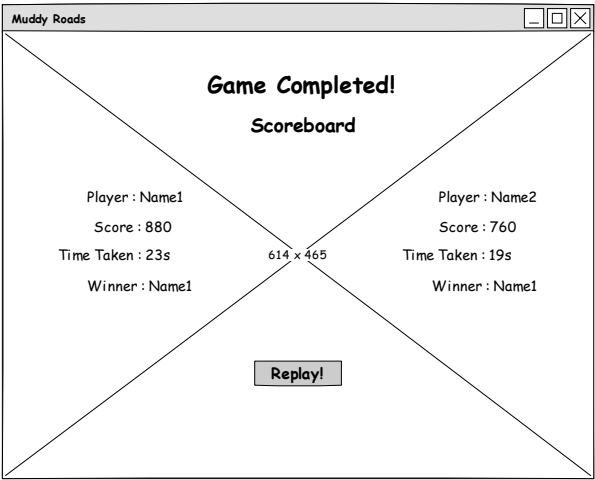 Muddy Roads
Game Completed!
Scoreboard
Player : Name1
Score : 880
Time Taken : 23s
Winner : Name1
614 x 465
Player : Name2
Score : 760
Time Taken : 19s
Winner : Name1
Replay!